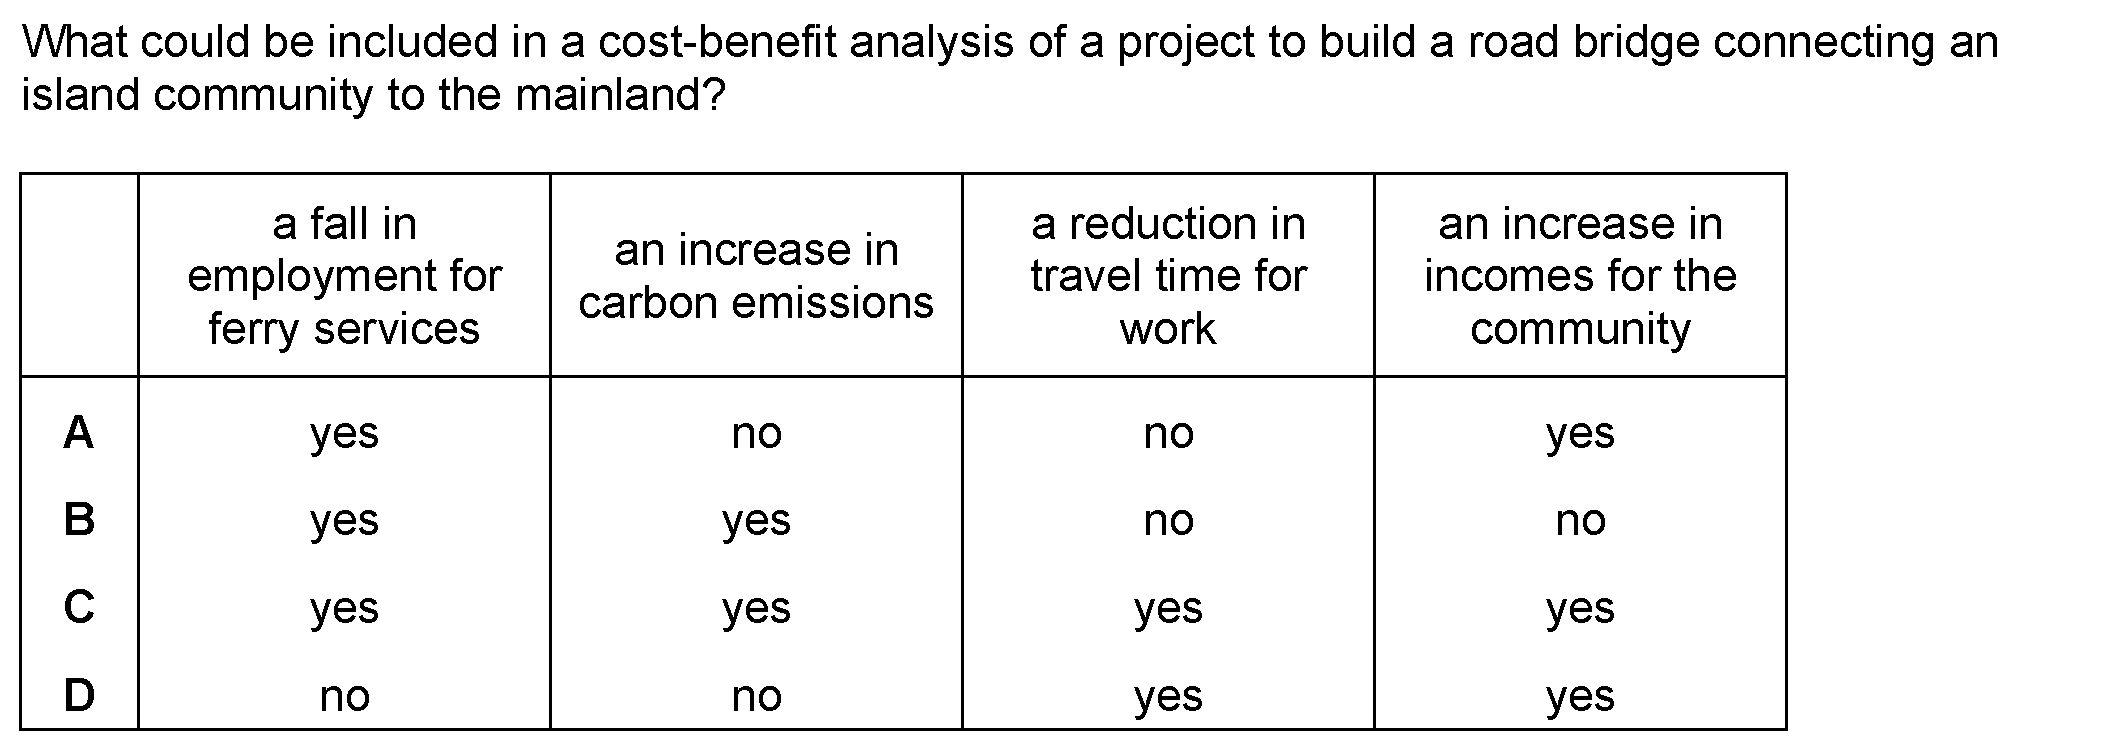 What could be included in a cost-benefit analysis of a project to build a road bridge connecting an
island community to the mainland?
a fall in employment for ferry services
an increase in carbon emissions
a reduction in travel time for work
an increase in incomes for the community
A yes no no yes
B yes yes no no
C yes yes yes yes
D no no yes yes